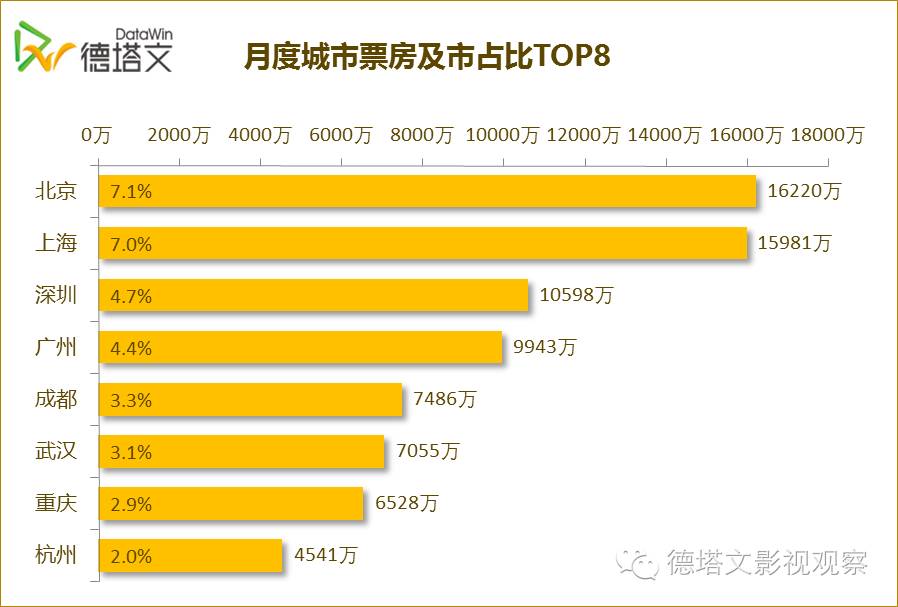 DataWin
德塔文
月度城市票房及市占比TOP8
0万 2000万 4000万 6000万 8000万 10000万 12000万 14000万 16000万 18000万
北京 7.1% 16220万
上海 7.0% 15981万
深圳 4.7% 10598万
广州 4.4% 9943万
成都 3.3% 7486万
武汉 3.1% 7055万
重庆 2.9% 6528万
杭州 2.0% 4541万
德塔文影视观察